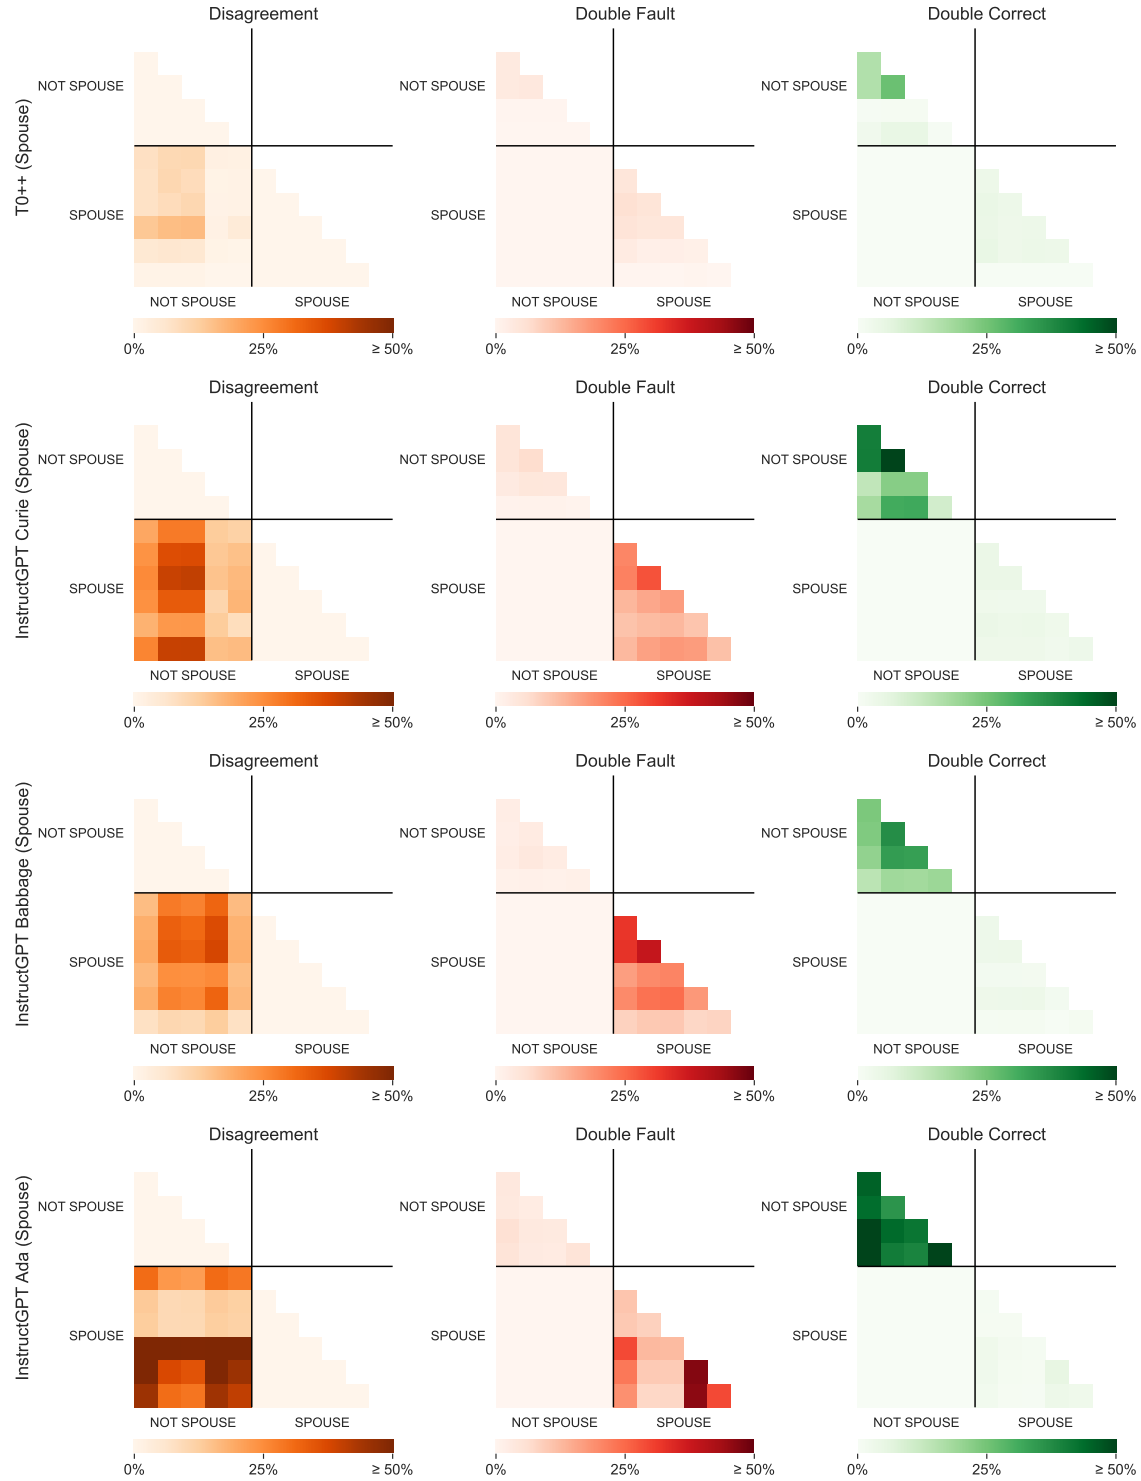 Disagreement
Double Fault
Double Correct
T0++ (Spouse)
NOT SPOUSE
NOT SPOUSE
NOT SPOUSE
SPOUSE
SPOUSE
SPOUSE
NOT SPOUSE SPOUSE
NOT SPOUSE SPOUSE
NOT SPOUSE SPOUSE
0% 25% ≥ 50%
0% 25% ≥ 50%
0% 25% ≥ 50%
Disagreement
Double Fault
Double Correct
InstructGPT Curie (Spouse)
NOT SPOUSE
NOT SPOUSE
NOT SPOUSE
SPOUSE
SPOUSE
SPOUSE
NOT SPOUSE SPOUSE
NOT SPOUSE SPOUSE
NOT SPOUSE SPOUSE
0% 25% ≥ 50%
0% 25% ≥ 50%
0% 25% ≥ 50%
Disagreement
Double Fault
Double Correct
InstructGPT Babbage (Spouse)
NOT SPOUSE
NOT SPOUSE
NOT SPOUSE
SPOUSE
SPOUSE
SPOUSE
NOT SPOUSE SPOUSE
NOT SPOUSE SPOUSE
NOT SPOUSE SPOUSE
0% 25% ≥ 50%
0% 25% ≥ 50%
0% 25% ≥ 50%
Disagreement
Double Fault
Double Correct
InstructGPT Ada (Spouse)
NOT SPOUSE
NOT SPOUSE
NOT SPOUSE
SPOUSE
SPOUSE
SPOUSE
NOT SPOUSE SPOUSE
NOT SPOUSE SPOUSE
NOT SPOUSE SPOUSE
0% 25% ≥ 50%
0% 25% ≥ 50%
0% 25% ≥ 50%